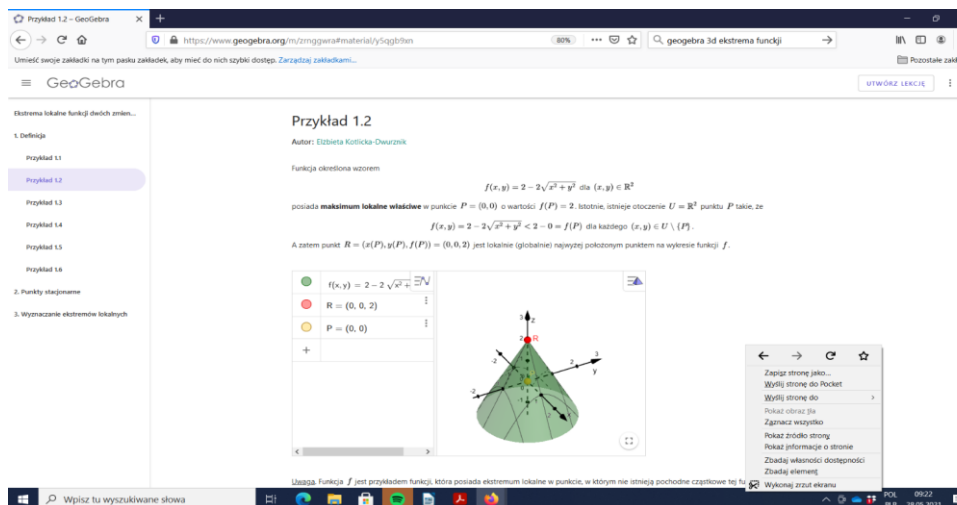 Przykład 1.2 – GeoGebra
https://www.geogebra.org/m/zrnggwra#material/y5qgb9xn
80%
geogebra 3d ekstrema funckji
Umieść swoje zakładki na tym pasku zakładek, aby mieć do nich szybki dostęp. Zarządzaj zakładkami...
Pozostałe zakł
GeoGebra
UTWÓRZ LEKCJĘ
Ekstrema lokalne funkcji dwóch zmien...
1. Definicja
Przykład 1.1
Przykład 1.2
Przykład 1.3
Przykład 1.4
Przykład 1.5
Przykład 1.6
2. Punkty stacjonarne
3. Wyznaczanie ekstremów lokalnych
Przykład 1.2
Autor: Elżbieta Kotlicka-Dwurznik
Funkcja określona wzorem
f(x, y) = 2 − 2√x² + y² dla (x, y) ∈ ℝ²
posiada maksimum lokalne właściwe w punkcie P = (0, 0) o wartości f(P) = 2. Istotnie, istnieje otoczenie U = ℝ² punktu P takie, że
f(x, y) = 2 − 2√x² + y² < 2 − 0 = f(P) dla każdego (x, y) ∈ U \ {P}.
A zatem punkt R = (x(P), y(P), f(P)) = (0, 0, 2) jest lokalnie (globalnie) najwyżej położonym punktem na wykresie funkcji f.
f(x, y) = 2 − 2 √x² +
R = (0, 0, 2)
P = (0, 0)
3
z
2
R
3
2
y
-2
-2
Uwaga. Funkcja f jest przykładem funkcji, która posiada ekstremum lokalne w punkcie, w którym nie istnieją pochodne cząstkowe tej fu
Zapisz stronę jako...
Wyślij stronę do Pocket
Wyślij stronę do
Pokaż obraz tła
Zaznacz wszystko
Pokaż źródło strony
Pokaż informacje o stronie
Zbadaj własności dostępności
Zbadaj element
Wykonaj zrzut ekranu
Wpisz tu wyszukiwane słowa
POL
09:22